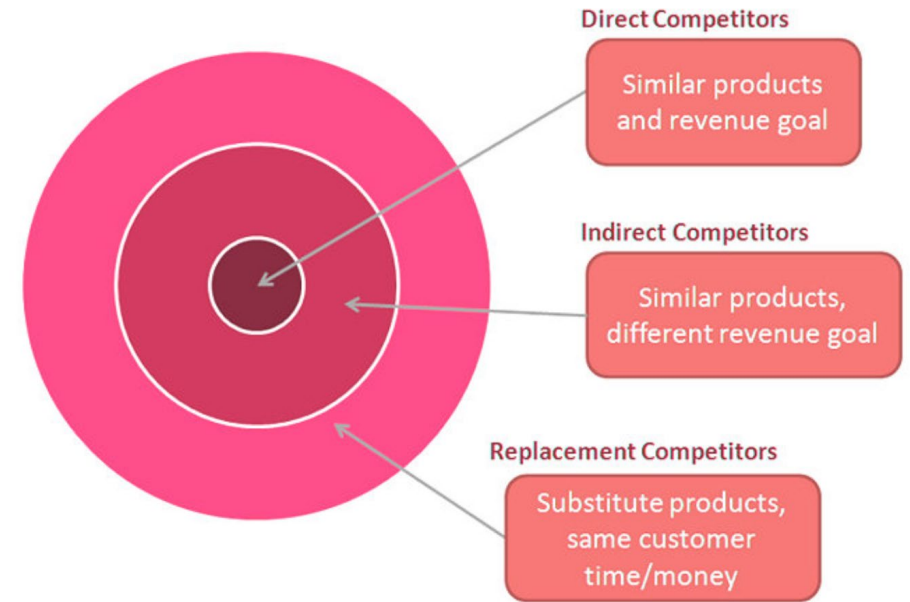 Direct Competitors
Similar products
and revenue goal
Indirect Competitors
Similar products,
different revenue goal
Replacement Competitors
Substitute products,
same customer
time/money